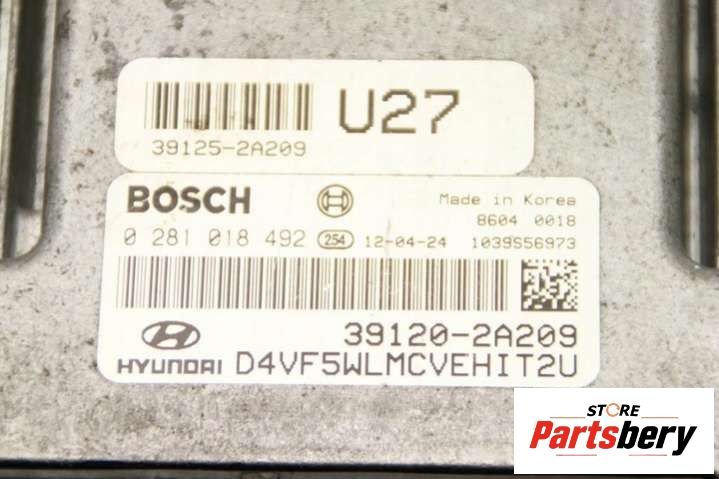 U27
39125-2A209
BOSCH
Made in Korea
8604 0018
0 281 018 492 254 12-04-24 1039S56973
39120-2A209
HYUNDAI D4VF5WLMCVEHIT2U
STORE
Partsbery